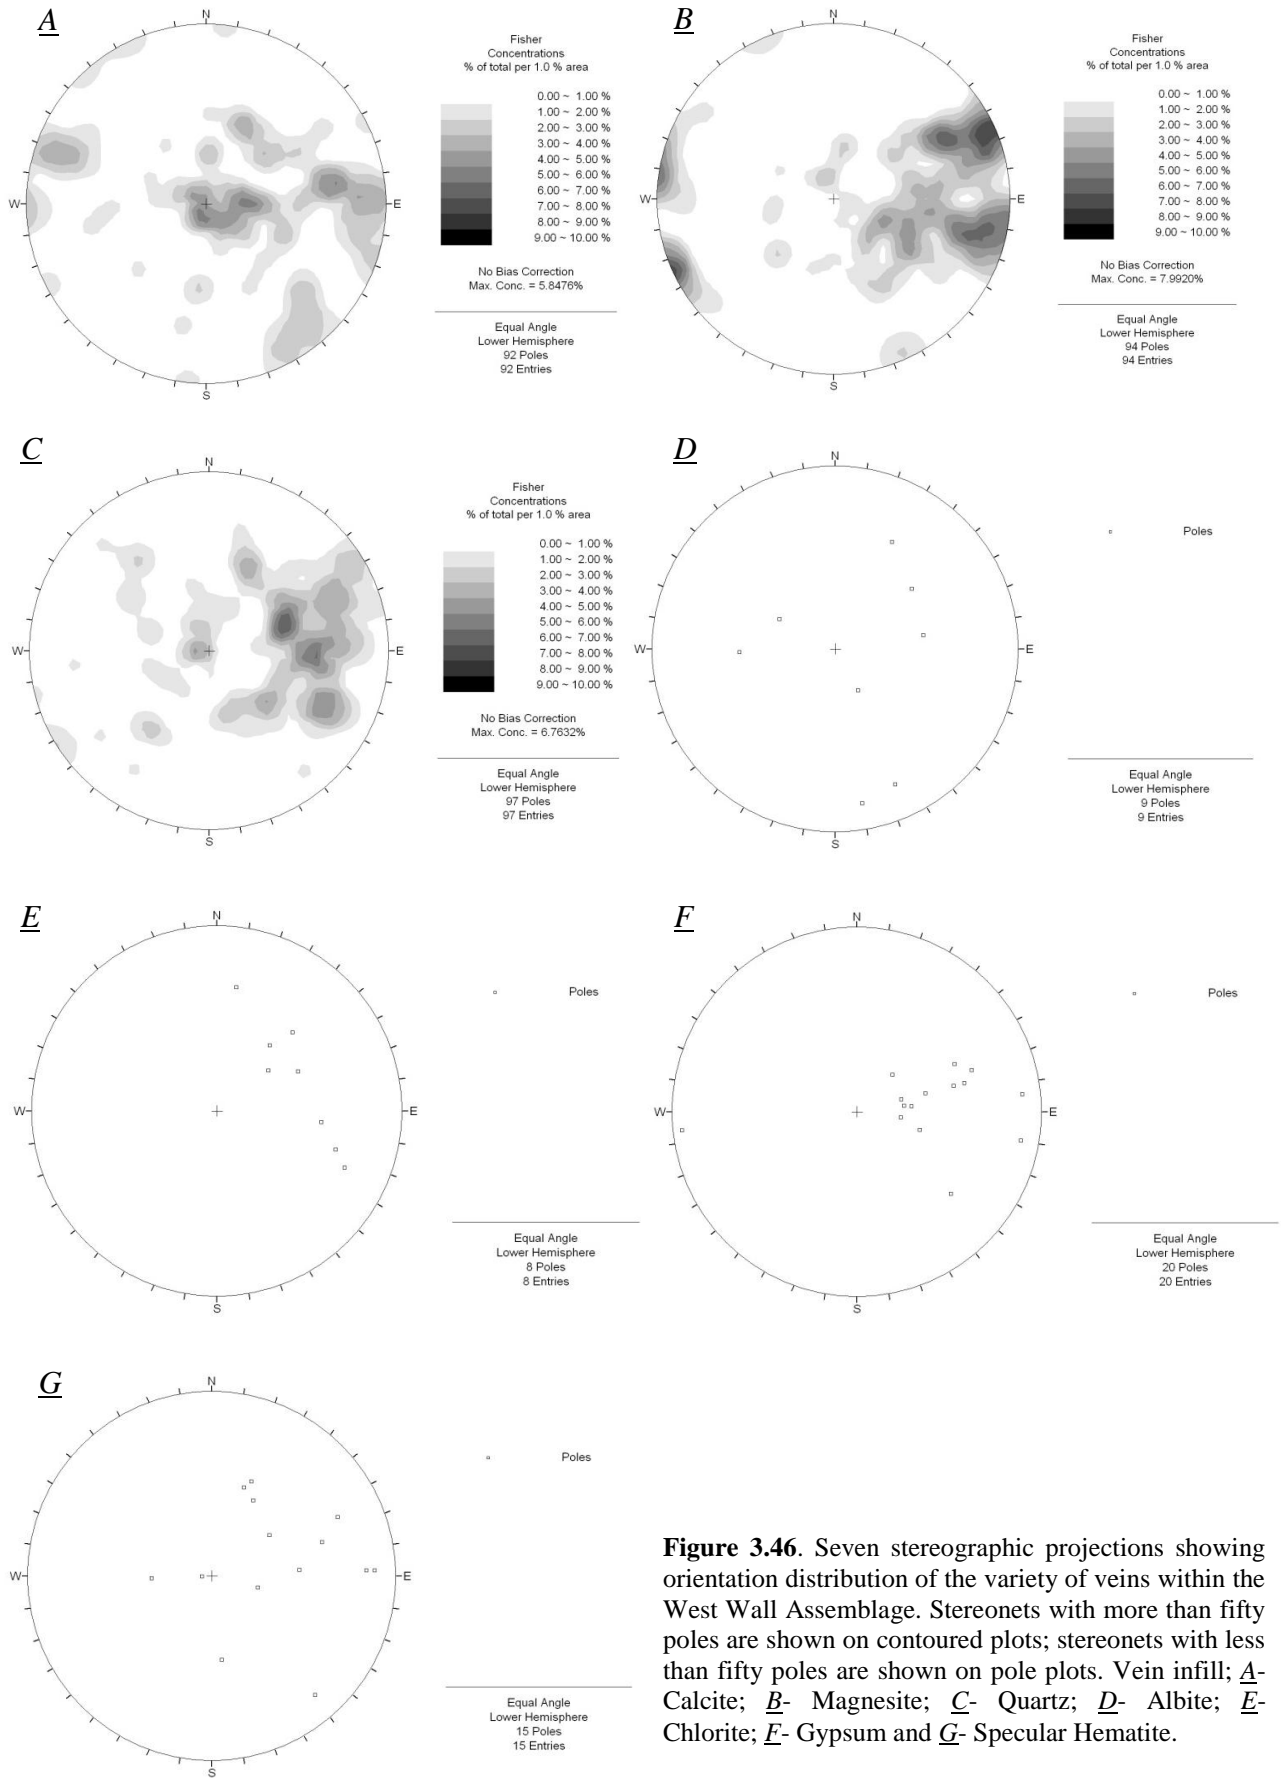 A
N
W
E
S
Fisher
Concentrations
% of total per 1.0 % area
0.00 ~ 1.00 %
1.00 ~ 2.00 %
2.00 ~ 3.00 %
3.00 ~ 4.00 %
4.00 ~ 5.00 %
5.00 ~ 6.00 %
6.00 ~ 7.00 %
7.00 ~ 8.00 %
8.00 ~ 9.00 %
9.00 ~ 10.00 %
No Bias Correction
Max. Conc. = 5.8476%
Equal Angle
Lower Hemisphere
92 Poles
92 Entries
B
N
W
E
S
Fisher
Concentrations
% of total per 1.0 % area
0.00 ~ 1.00 %
1.00 ~ 2.00 %
2.00 ~ 3.00 %
3.00 ~ 4.00 %
4.00 ~ 5.00 %
5.00 ~ 6.00 %
6.00 ~ 7.00 %
7.00 ~ 8.00 %
8.00 ~ 9.00 %
9.00 ~ 10.00 %
No Bias Correction
Max. Conc. = 7.9920%
Equal Angle
Lower Hemisphere
94 Poles
94 Entries
C
N
W
E
S
Fisher
Concentrations
% of total per 1.0 % area
0.00 ~ 1.00 %
1.00 ~ 2.00 %
2.00 ~ 3.00 %
3.00 ~ 4.00 %
4.00 ~ 5.00 %
5.00 ~ 6.00 %
6.00 ~ 7.00 %
7.00 ~ 8.00 %
8.00 ~ 9.00 %
9.00 ~ 10.00 %
No Bias Correction
Max. Conc. = 6.7632%
Equal Angle
Lower Hemisphere
97 Poles
97 Entries
D
N
W
E
S
Poles
Equal Angle
Lower Hemisphere
9 Poles
9 Entries
E
N
W
E
S
Poles
Equal Angle
Lower Hemisphere
8 Poles
8 Entries
F
N
W
E
S
Poles
Equal Angle
Lower Hemisphere
20 Poles
20 Entries
G
N
W
E
S
Poles
Equal Angle
Lower Hemisphere
15 Poles
15 Entries
Figure 3.46. Seven stereographic projections showing
orientation distribution of the variety of veins within the
West Wall Assemblage. Stereonets with more than fifty
poles are shown on contoured plots; stereonets with less
than fifty poles are shown on pole plots. Vein infill; A-
Calcite; B- Magnesite; C- Quartz; D- Albite; E-
Chlorite; F- Gypsum and G- Specular Hematite.